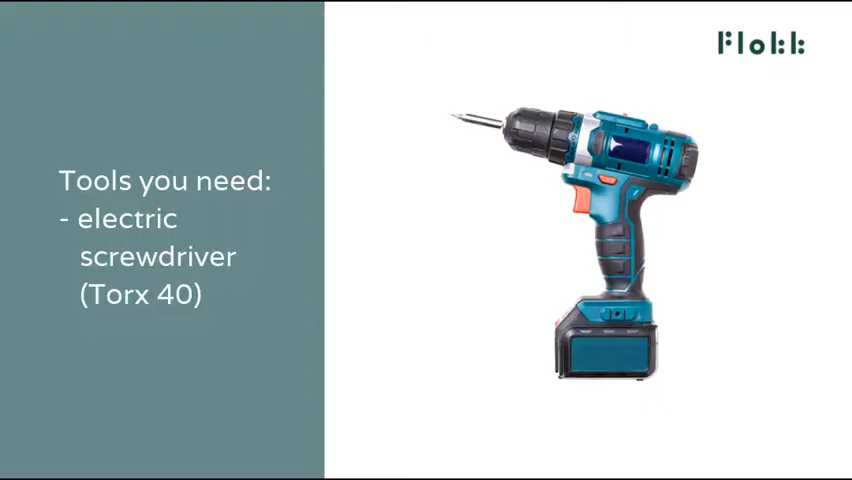 Flokk
Tools you need:
- electric
screwdriver
(Torx 40)